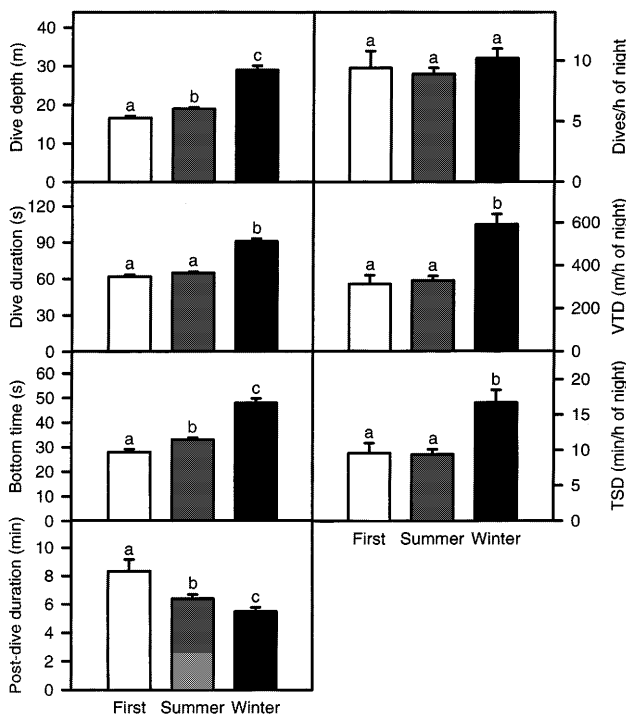 Dive depth (m)
40
30
20
10
0
a
b
c
a
a
a
10
5
0
Dives/h of night
Dive duration (s)
120
90
60
30
0
a
a
b
a
a
b
600
400
200
0
VTD (m/h of night)
Bottom time (s)
60
50
40
30
20
10
0
a
b
c
a
a
b
20
15
10
5
0
TSD (min/h of night)
First Summer Winter
Post-dive duration (min)
10
8
6
4
2
0
a
b
c
First Summer Winter